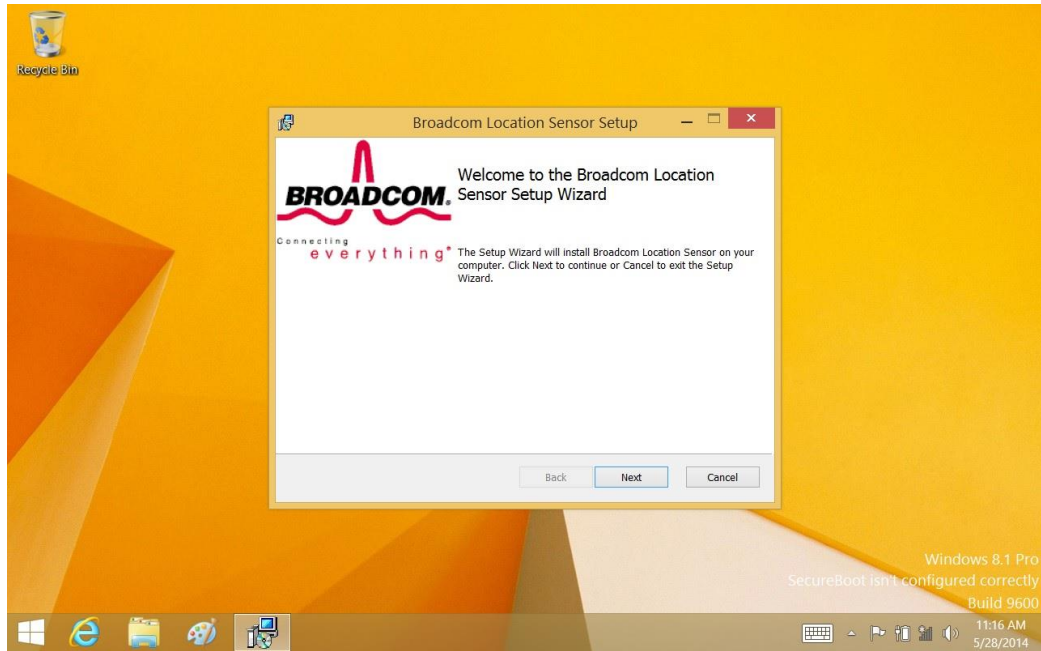 Recycle Bin
Broadcom Location Sensor Setup
BROADCOM.
Connecting
everything®
Welcome to the Broadcom Location
Sensor Setup Wizard
The Setup Wizard will install Broadcom Location Sensor on your
computer. Click Next to continue or Cancel to exit the Setup
Wizard.
Back Next Cancel
Windows 8.1 Pro
SecureBoot isn't configured correctly
Build 9600
11:16 AM
5/28/2014